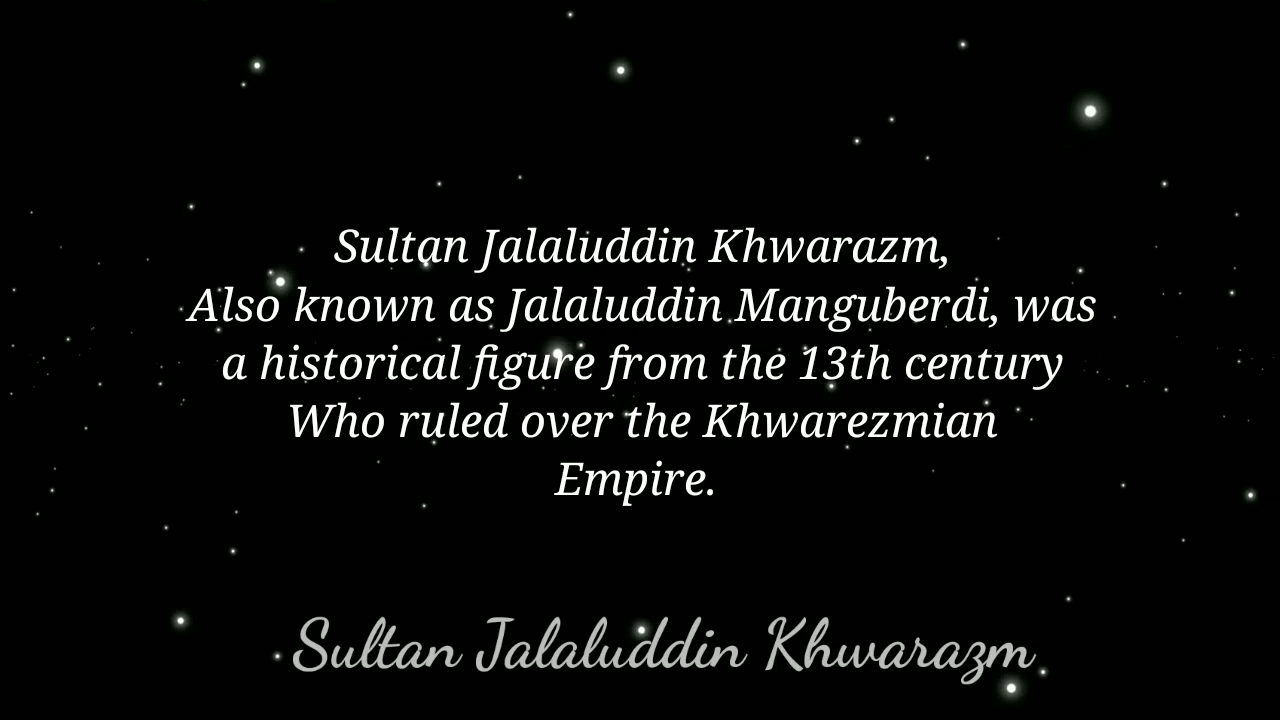 Sultan Jalaluddin Khwarazm,
Also known as Jalaluddin Manguberdi, was
a historical figure from the 13th century
Who ruled over the Khwarezmian
Empire.
Sultan Jalaluddin Khwarazm